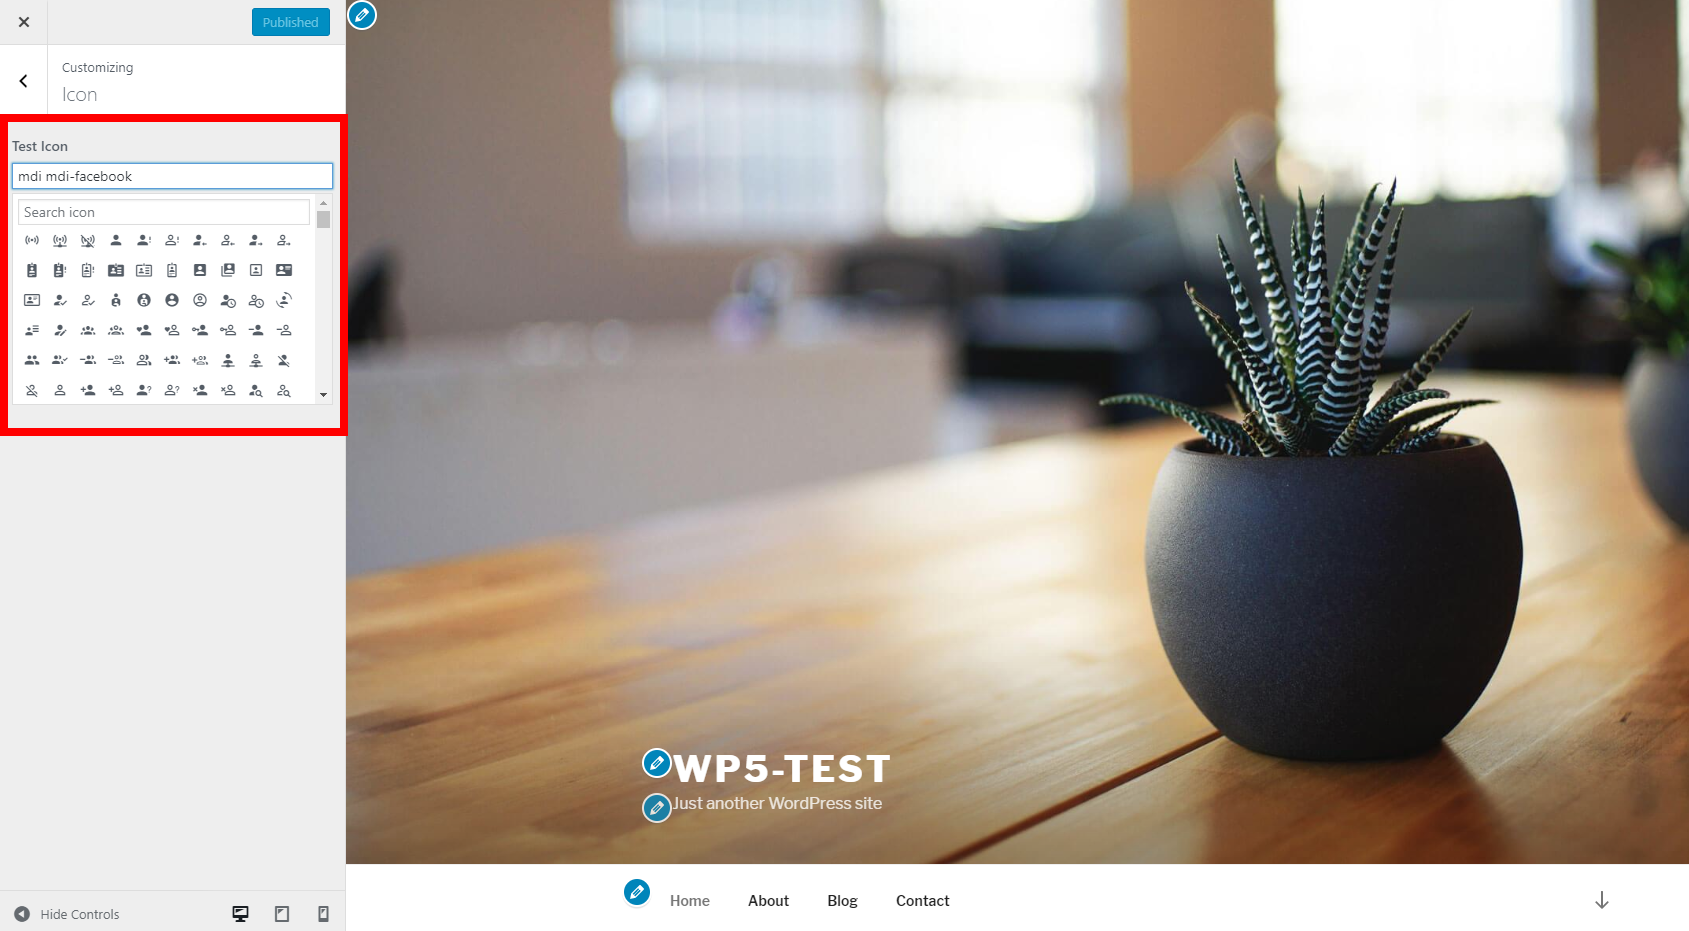 Published
Customizing
Icon
Test Icon
mdi mdi-facebook
Search icon
WP5-TEST
Just another WordPress site
Home About Blog Contact
Hide Controls